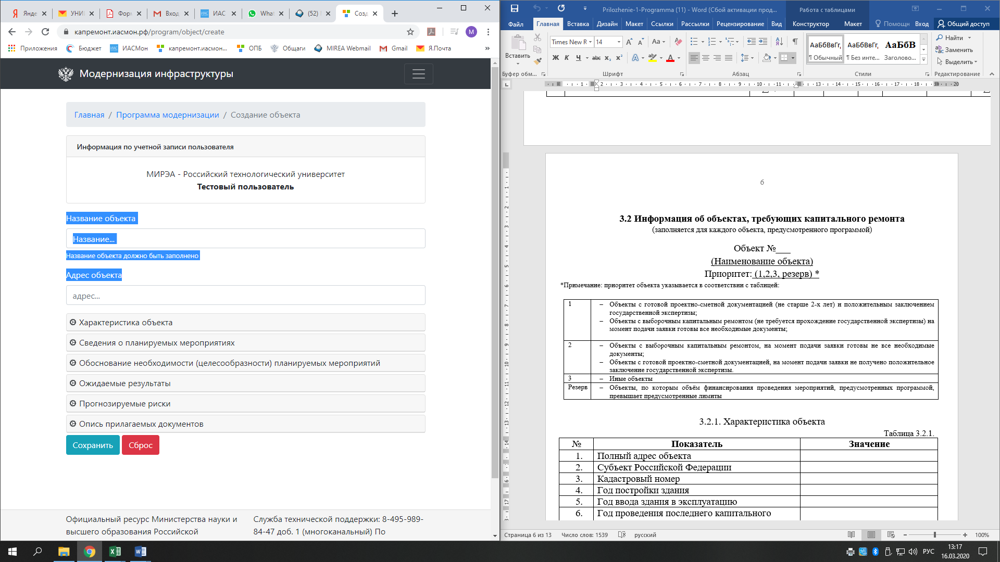 Янде
УНИ
Фор
Вход
ИАС
What
(52)
Созд
капремонт.иасмон.рф/program/object/create
M
Приложения
Бюджет
ИАСМон
капремонт.иасмон...
ОПБ
Общаги
MIREA Webmail
Gmail
Я.Почта
»
Модернизация инфраструктуры
Главная / Программа модернизации / Создание объекта
Информация по учетной записи пользователя
МИРЭА - Российский технологический университет
Тестовый пользователь
Название объекта
Название...
Название объекта должно быть заполнено
Адрес объекта
адрес...
Характеристика объекта
Сведения о планируемых мероприятиях
Обоснование необходимости (целесообразности) планируемых мероприятий
Ожидаемые результаты
Прогнозируемые риски
Опись прилагаемых документов
Сохранить Сброс
Официальный ресурс Министерства науки и
высшего образования Российской
Служба технической поддержки: 8-495-989-
84-47 доб. 1 (многоканальный) По
Prilozhenie-1-Programma (11) - Word (Сбой активации прод...
Работа с таблицами
Файл Главная Вставка Дизайн Макет Ссылки Рассылки Рецензирование Вид Конструктор Макет Помощн Вход Общий доступ
Вставить
Буфер обм...
Times New R 14
Ж К Ч abc x₂ x²
Шрифт
Абзац
АаБбВвГг, АаБбВвГг, АаБбВ
¶ Обычный ¶ Без инте... Заголово...
Стили
Найти
Заменить
Выделить
Редактирование
6
3.2 Информация об объектах, требующих капитального ремонта
(заполняется для каждого объекта, предусмотренного программой)
Объект №___
(Наименование объекта)
Приоритет: (1,2,3, резерв) *
*Примечание: приоритет объекта указывается в соответствии с таблицей:
1 – Объекты с готовой проектно-сметной документацией (не старше 2-х лет) и положительным заключением
государственной экспертизы;
– Объекты с выборочным капитальным ремонтом (не требуется прохождение государственной экспертизы) на
момент подачи заявки готовы все необходимые документы;
2 – Объекты с выборочным капитальным ремонтом, на момент подачи заявки готовы не все необходимые
документы;
– Объекты с готовой проектно-сметной документацией, на момент подачи заявки не получено положительное
заключение государственной экспертизы.
3 – Иные объекты
Резерв – Объекты, по которым объём финансирования проведения мероприятий, предусмотренных программой,
превышает предусмотренные лимиты
3.2.1. Характеристика объекта
Таблица 3.2.1.
№ Показатель Значение
1. Полный адрес объекта
2. Субъект Российской Федерации
3. Кадастровый номер
4. Год постройки здания
5. Год ввода здания в эксплуатацию
6. Год проведения последнего капитального
Страница 6 из 13 Число слов: 1539 русский 100%
РУС
13:17
16.03.2020